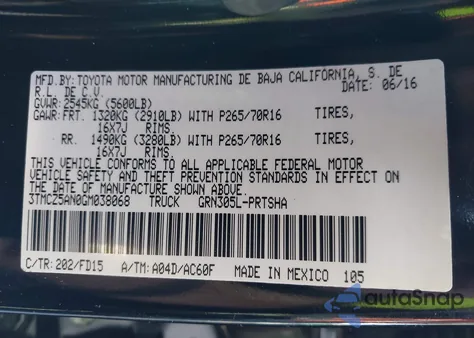 MFD.BY:TOYOTA MOTOR MANUFACTURING DE BAJA CALIFORNIA, S. DE
R.L. DE C.V. DATE: 06/16
GVWR:2545KG (5600LB)
GAWR:FRT. 1320KG (2910LB) WITH P265/70R16 TIRES,
16X7J RIMS
RR. 1490KG (3280LB) WITH P265/70R16 TIRES,
16X7J RIMS
THIS VEHICLE CONFORMS TO ALL APPLICABLE FEDERAL MOTOR
VEHICLE SAFETY AND THEFT PREVENTION STANDARDS IN EFFECT ON
THE DATE OF MANUFACTURE SHOWN ABOVE.
3TMCZ5AN0GM038068 TRUCK GRN305L-PRTSHA
C/TR:202/FD15 A/TM:A04D/AC60F MADE IN MEXICO 105
autoSnap